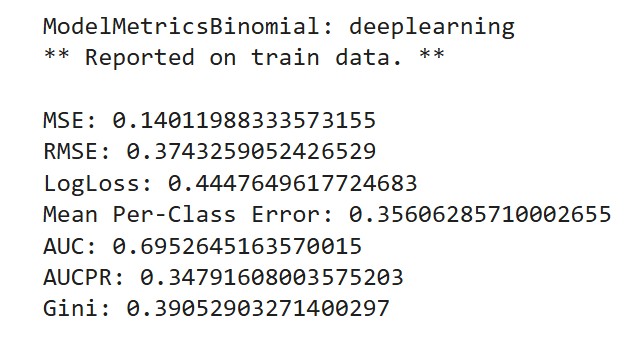 ModelMetricsBinomial: deeplearning
** Reported on train data. **
MSE: 0.14011988333573155
RMSE: 0.3743259052426529
LogLoss: 0.4447649617724683
Mean Per-Class Error: 0.35606285710002655
AUC: 0.6952645163570015
AUCPR: 0.34791608003575203
Gini: 0.39052903271400297